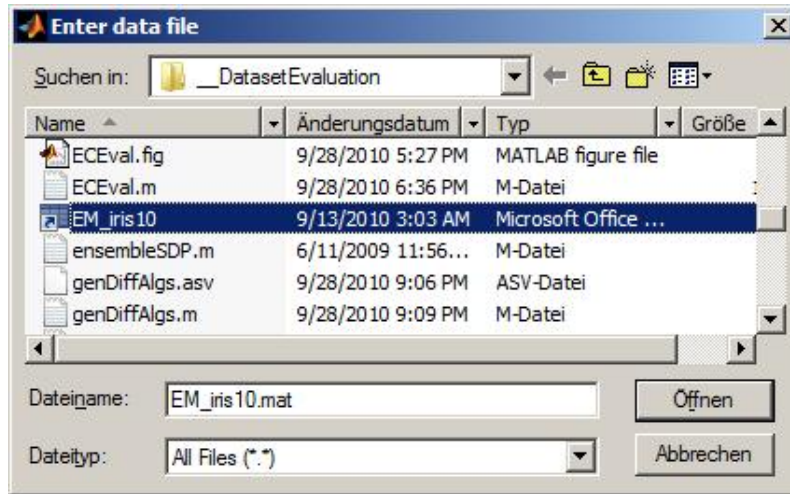 Enter data file
Suchen in: __DatasetEvaluation
Name Änderungsdatum Typ Größe
ECEval.fig 9/28/2010 5:27 PM MATLAB figure file
ECEval.m 9/28/2010 6:36 PM M-Datei
EM_iris10 9/13/2010 3:03 AM Microsoft Office ...
ensembleSDP.m 6/11/2009 11:56... M-Datei
genDiffAlgs.asv 9/28/2010 9:06 PM ASV-Datei
genDiffAlgs.m 9/28/2010 9:09 PM M-Datei
Dateiname: EM_iris10.mat Öffnen
Dateityp: All Files (*.*) Abbrechen